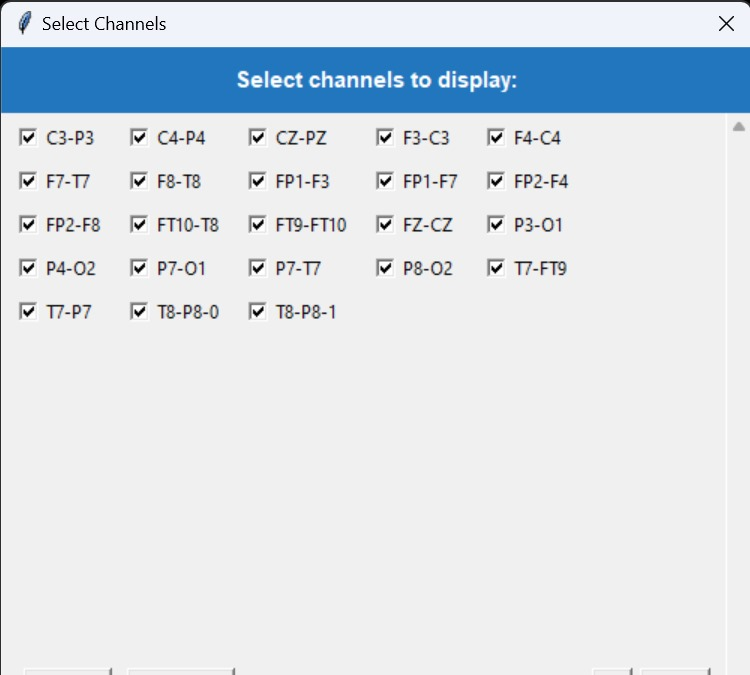 Select Channels
Select channels to display:
C3-P3 C4-P4 CZ-PZ F3-C3 F4-C4
F7-T7 F8-T8 FP1-F3 FP1-F7 FP2-F4
FP2-F8 FT10-T8 FT9-FT10 FZ-CZ P3-O1
P4-O2 P7-O1 P7-T7 P8-O2 T7-FT9
T7-P7 T8-P8-0 T8-P8-1